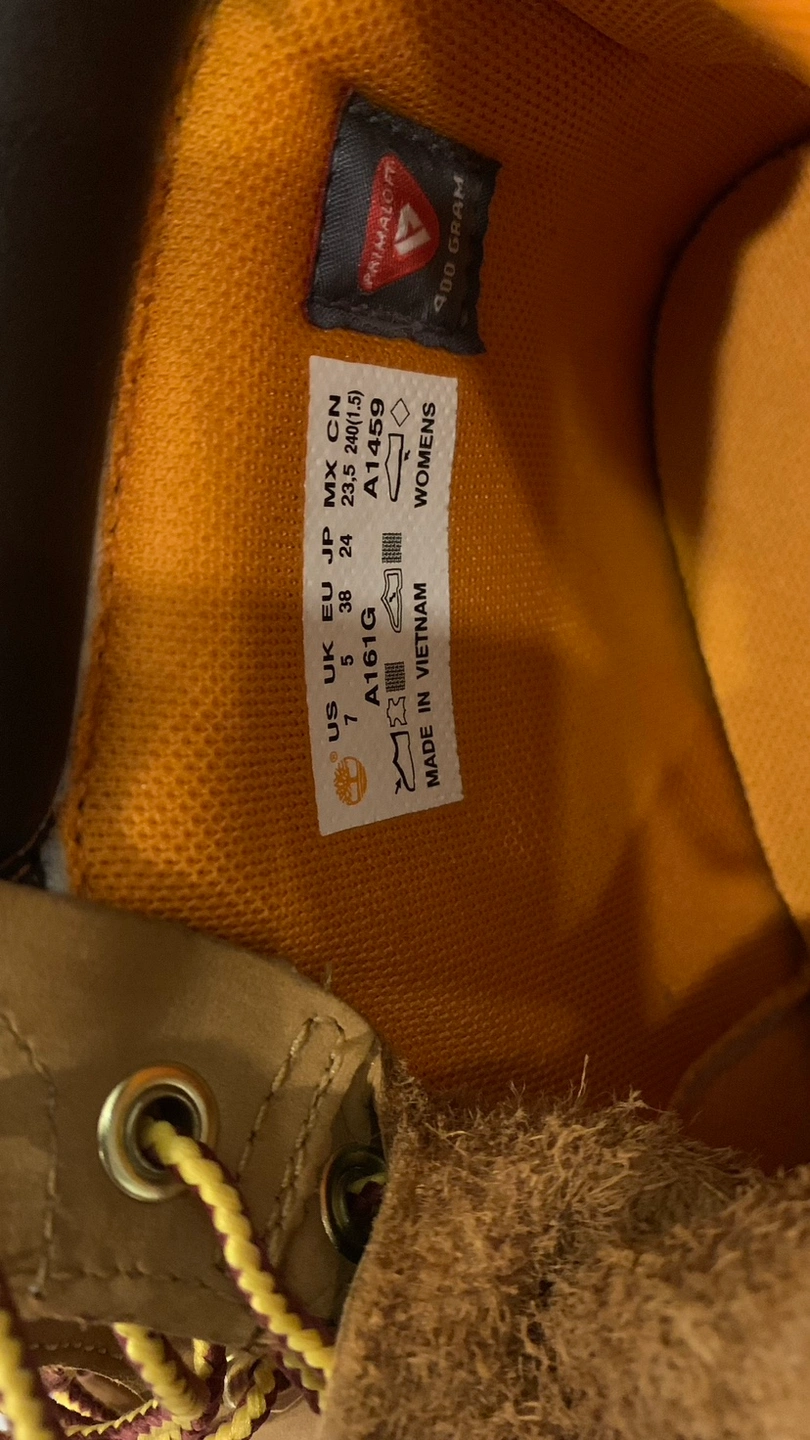 PRIMALOFT
400 GRAM
US UK EU JP MX CN
7 5 38 24 23,5 240(1.5)
A161G A1459
MADE IN VIETNAM WOMENS